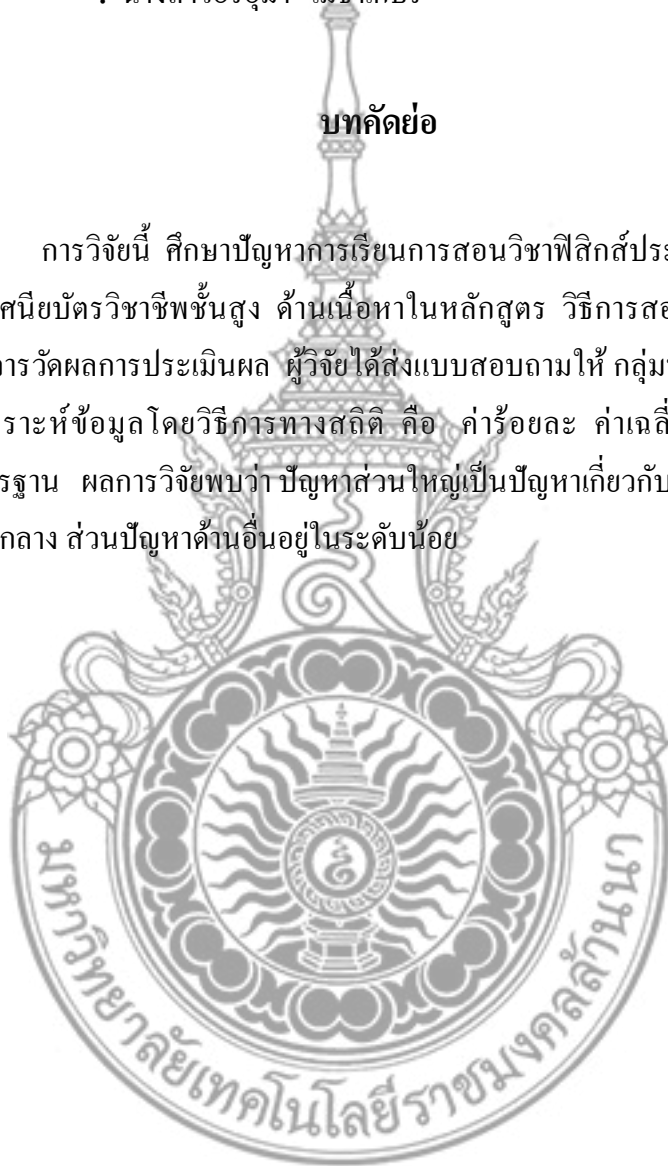 บทคัดย่อ
การวิจัยนี้ ศึกษาปัญหาการเรียนการสอนวิชาฟิสิกส์ประ
ศนียบัตรวิชาชีพชั้นสูง ด้านเนื้อหาในหลักสูตร วิธีการสอ
ารวัดผลการประเมินผล ผู้วิจัยได้ส่งแบบสอบถามให้ กลุ่ม
ราะห์ข้อมูลโดยวิธีการทางสถิติ คือ ค่าร้อยละ ค่าเฉลี่
รฐาน ผลการวิจัยพบว่า ปัญหาส่วนใหญ่เป็นปัญหาเกี่ยวกับ
กลาง ส่วนปัญหาด้านอื่นอยู่ในระดับน้อย
มหาวิทยาลัยเทคโนโลยีราชมงคลล้านนา